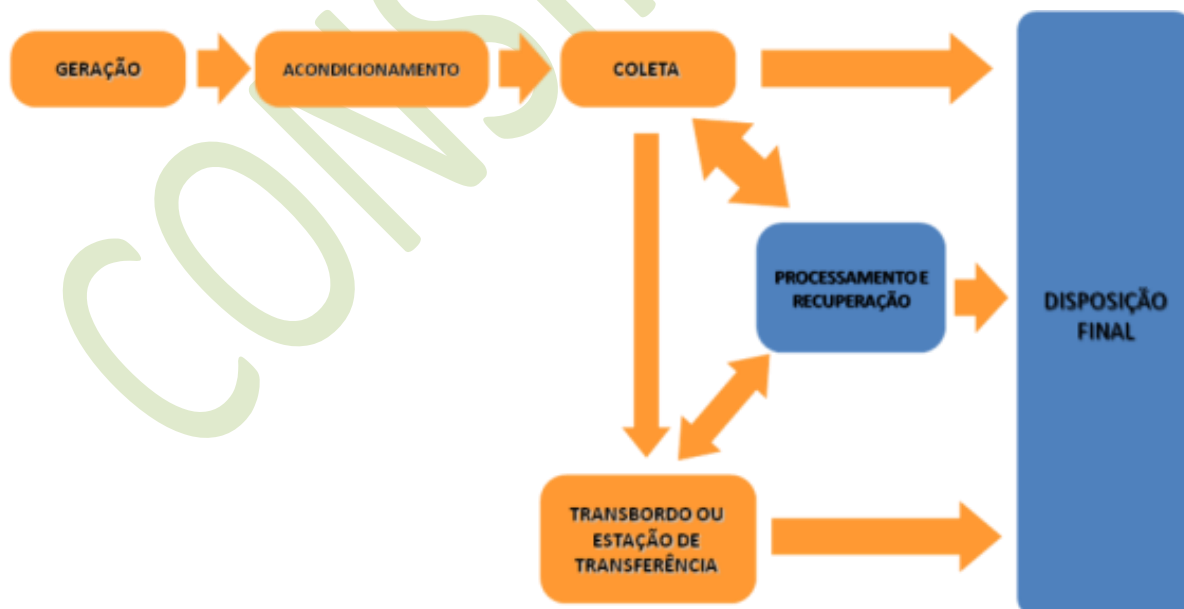 GERAÇÃO
ACONDICIONAMENTO
COLETA
PROCESSAMENTO E
RECUPERAÇÃO
DISPOSIÇÃO
FINAL
TRANSBORDO OU
ESTAÇÃO DE
TRANSFERÊNCIA